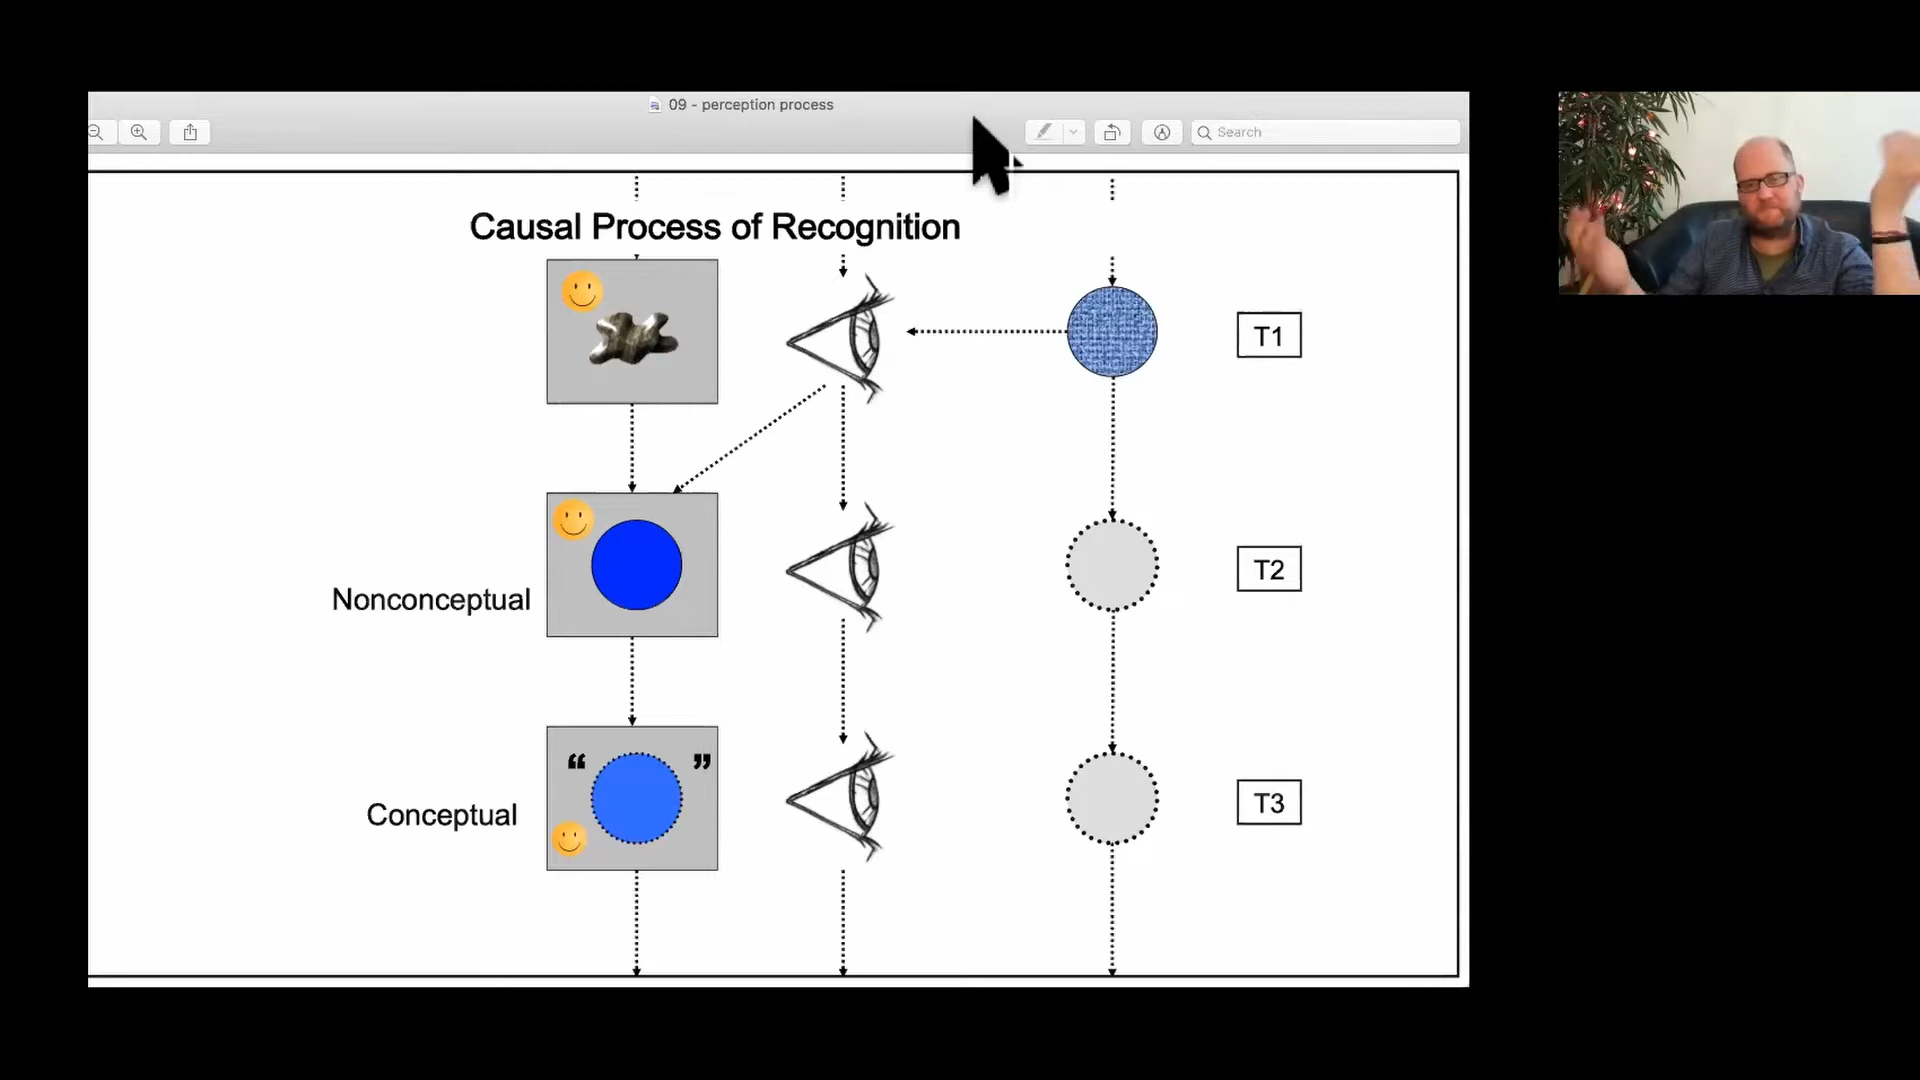 09 - perception process
Search
Causal Process of Recognition
T1
Nonconceptual
T2
“ ”
Conceptual
T3